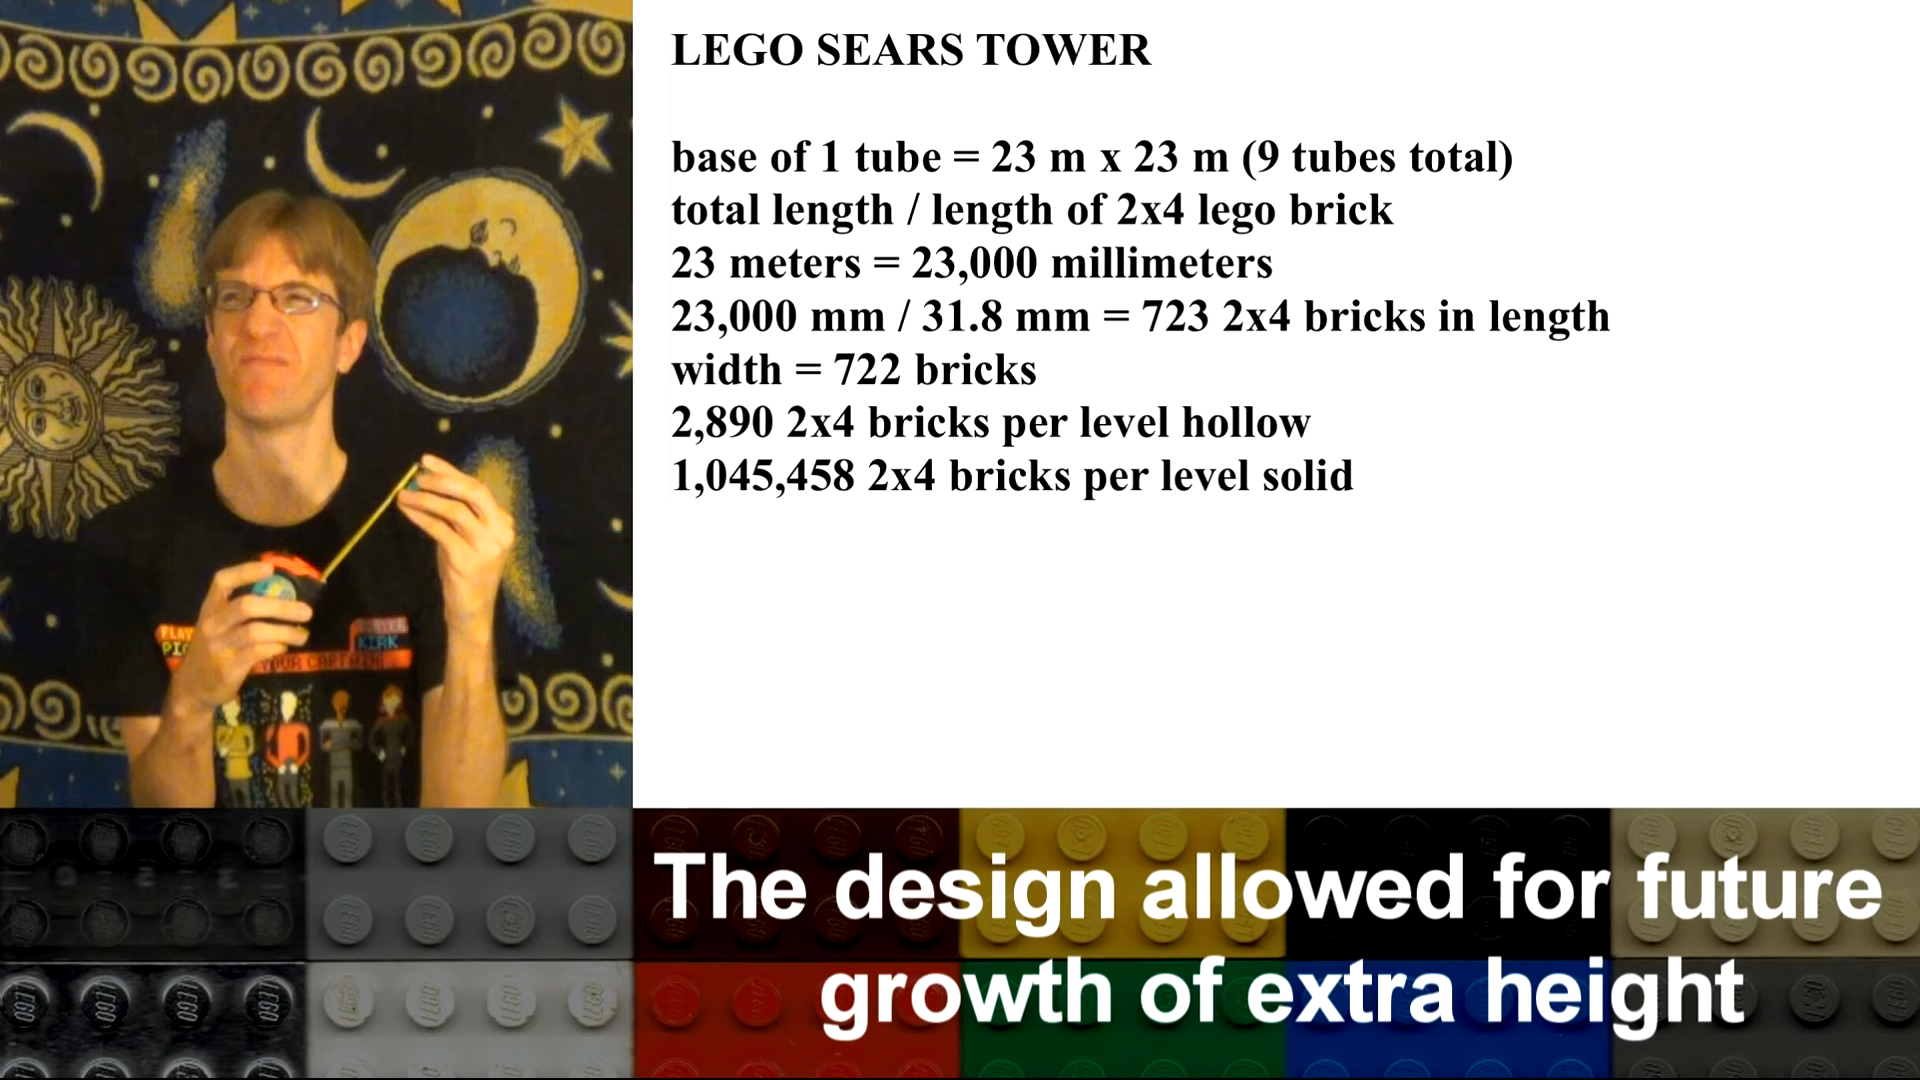 LEGO SEARS TOWER
base of 1 tube = 23 m x 23 m (9 tubes total)
total length / length of 2x4 lego brick
23 meters = 23,000 millimeters
23,000 mm / 31.8 mm = 723 2x4 bricks in length
width = 722 bricks
2,890 2x4 bricks per level hollow
1,045,458 2x4 bricks per level solid
KIRK
YOUR CAPTAIN
The design allowed for future
growth of extra height